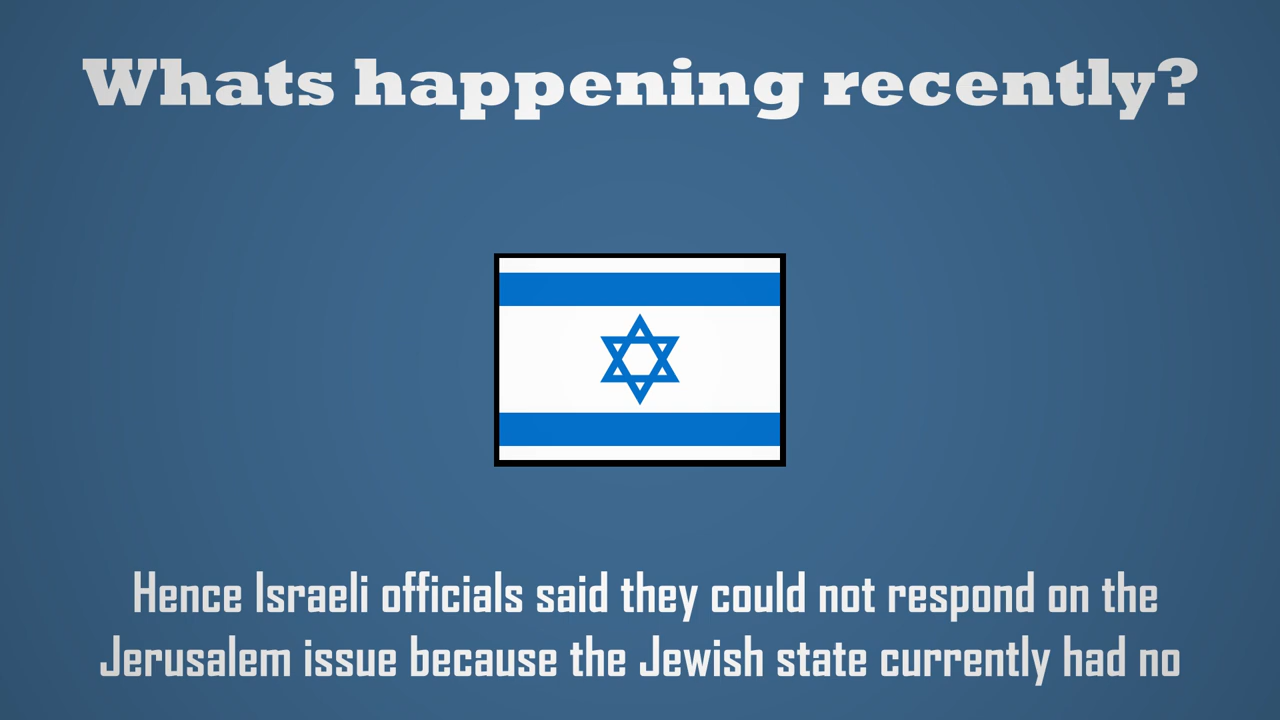 Whats happening recently?
Hence Israeli officials said they could not respond on the
Jerusalem issue because the Jewish state currently had no